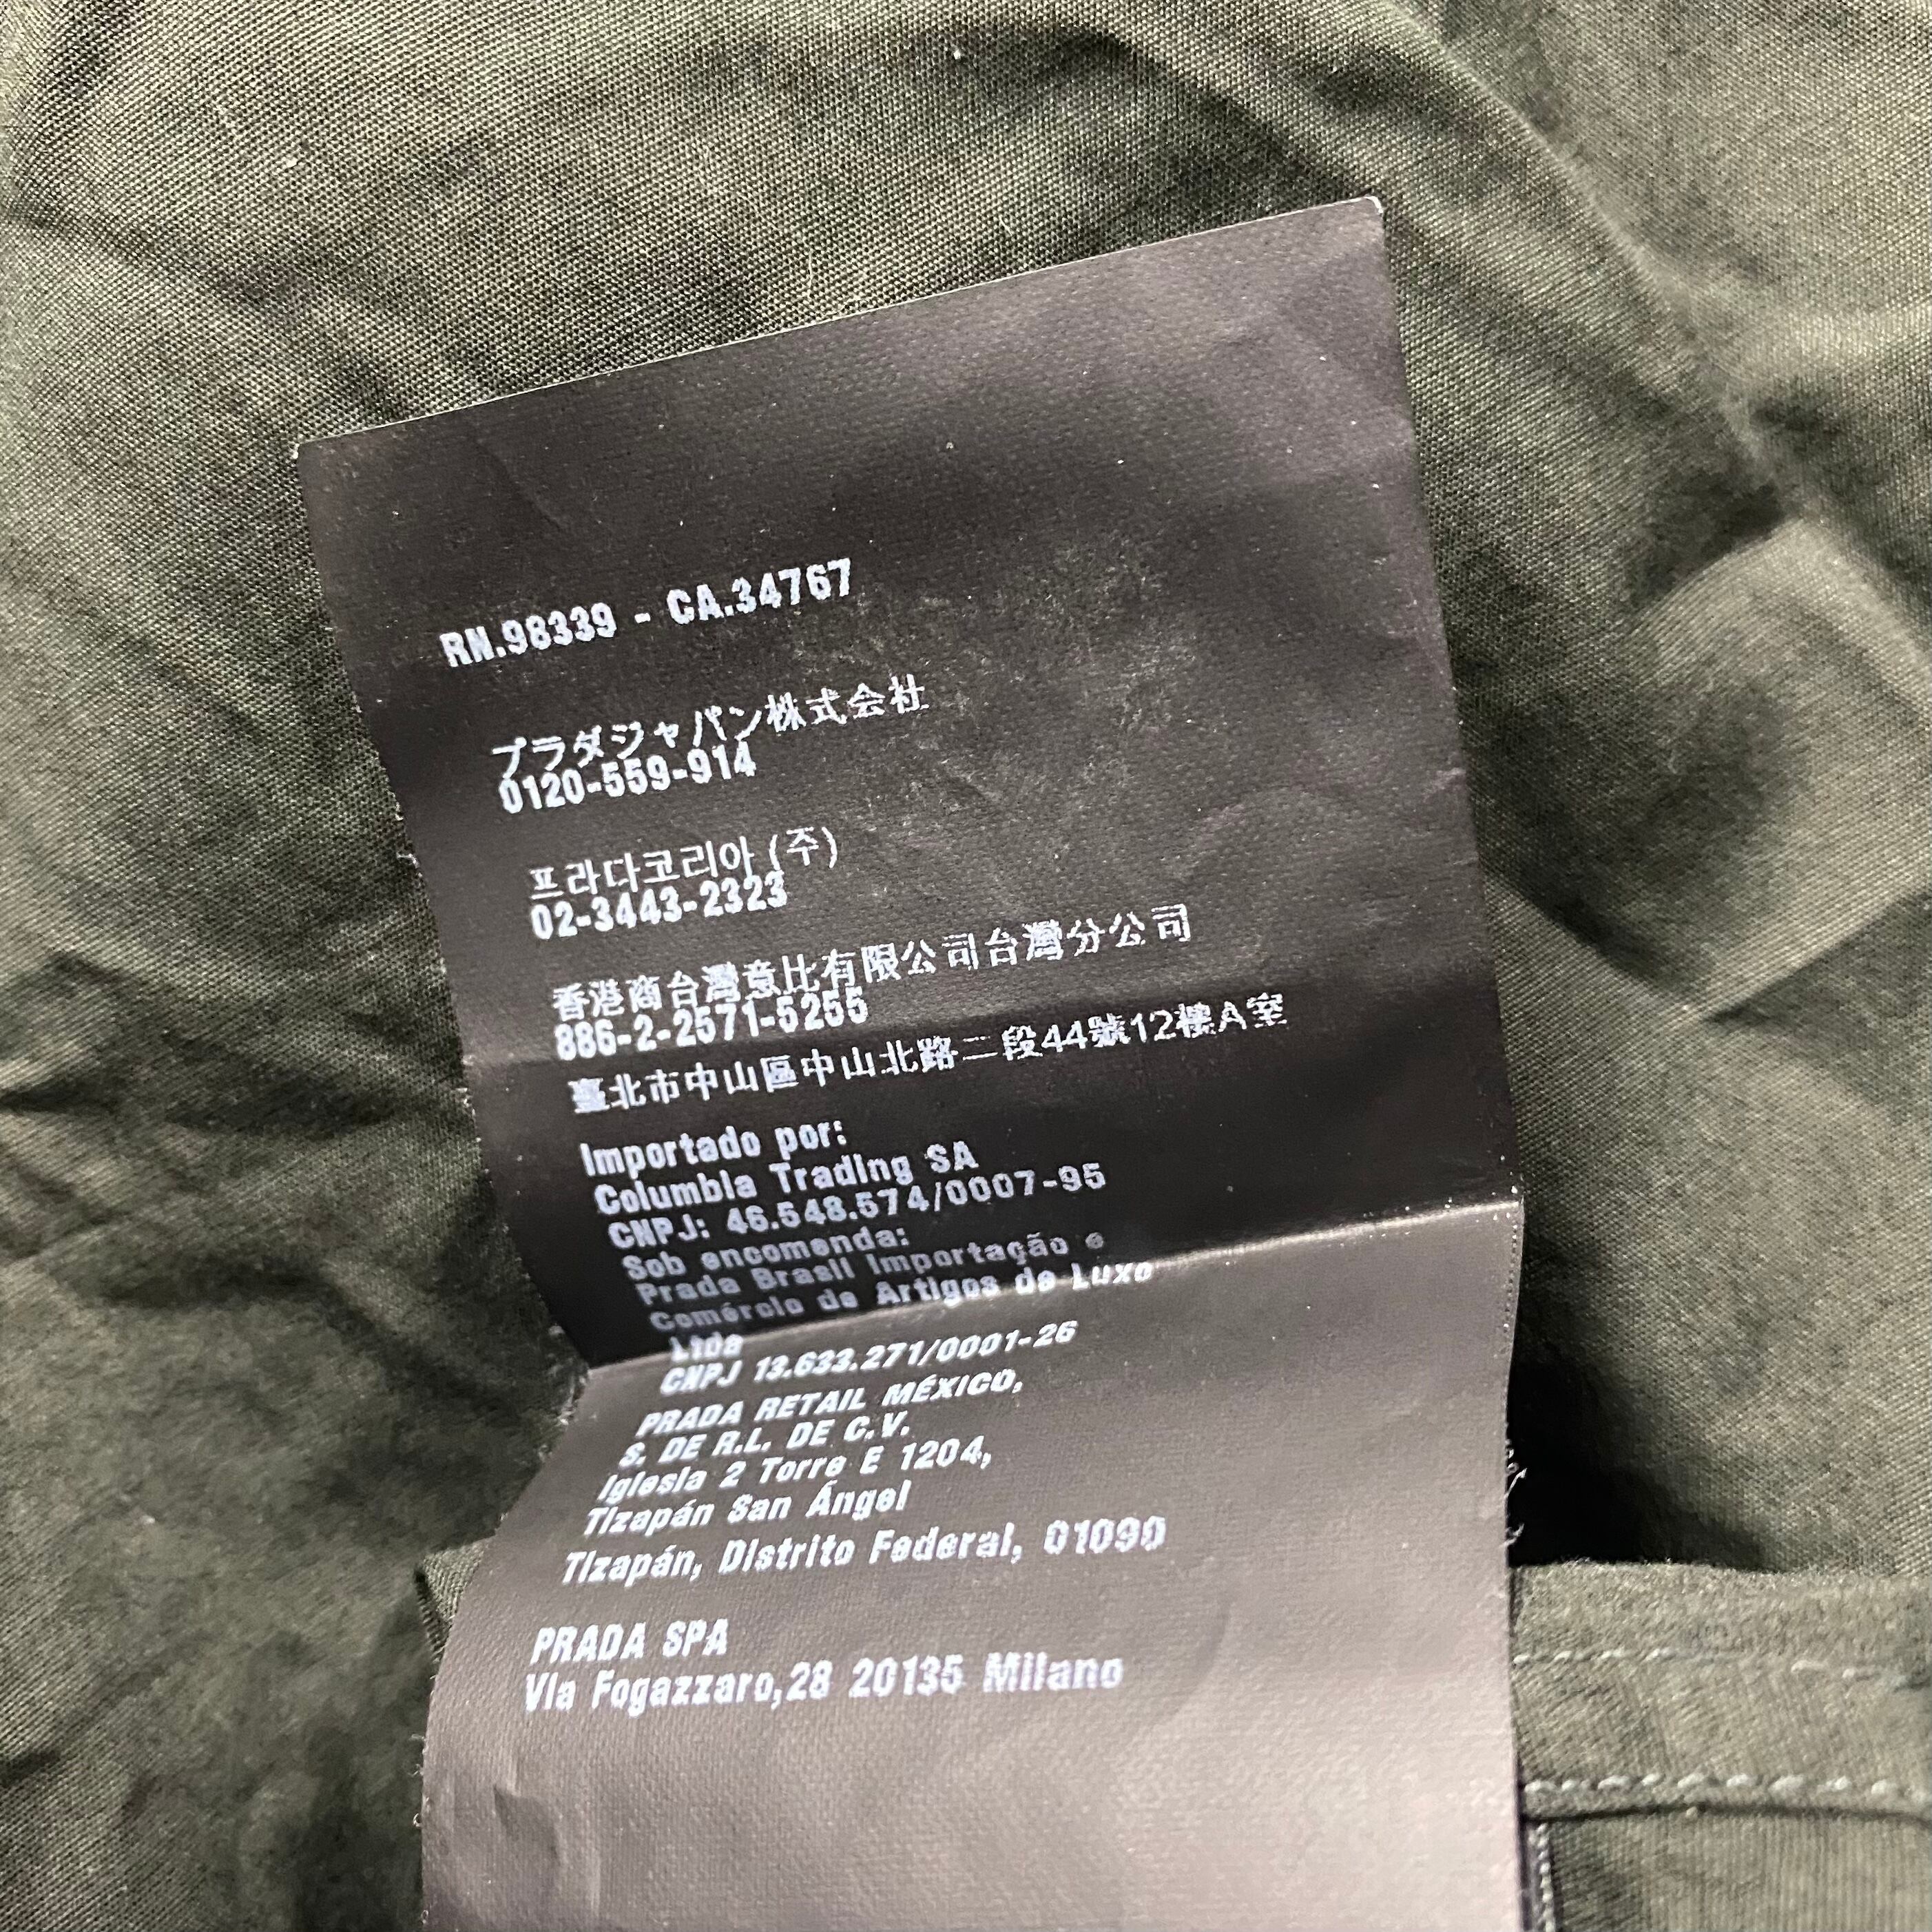 RN.98339 - CA.34767
プラダジャパン株式会社
0120-559-914
프라다코리아 (주)
02-3443-2323
香港商台灣意比有限公司台灣分公司
886-2-2571-5255
臺北市中山區中山北路二段44號12樓A室
Importado por:
Columbia Trading SA
CNPJ: 46.548.574/0007-95
Sob encomenda:
Prada Brasil Importação e
Comércio de Artigos de Luxo
Ltda
CNPJ 13.633.271/0001-26
PRADA RETAIL MÉXICO,
S. DE R.L. DE C.V.
Iglesia 2 Torre E 1204,
Tizapán San Ángel
Tizapán, Distrito Federal, 01090
PRADA SPA
Via Fogazzaro,28 20135 Milano